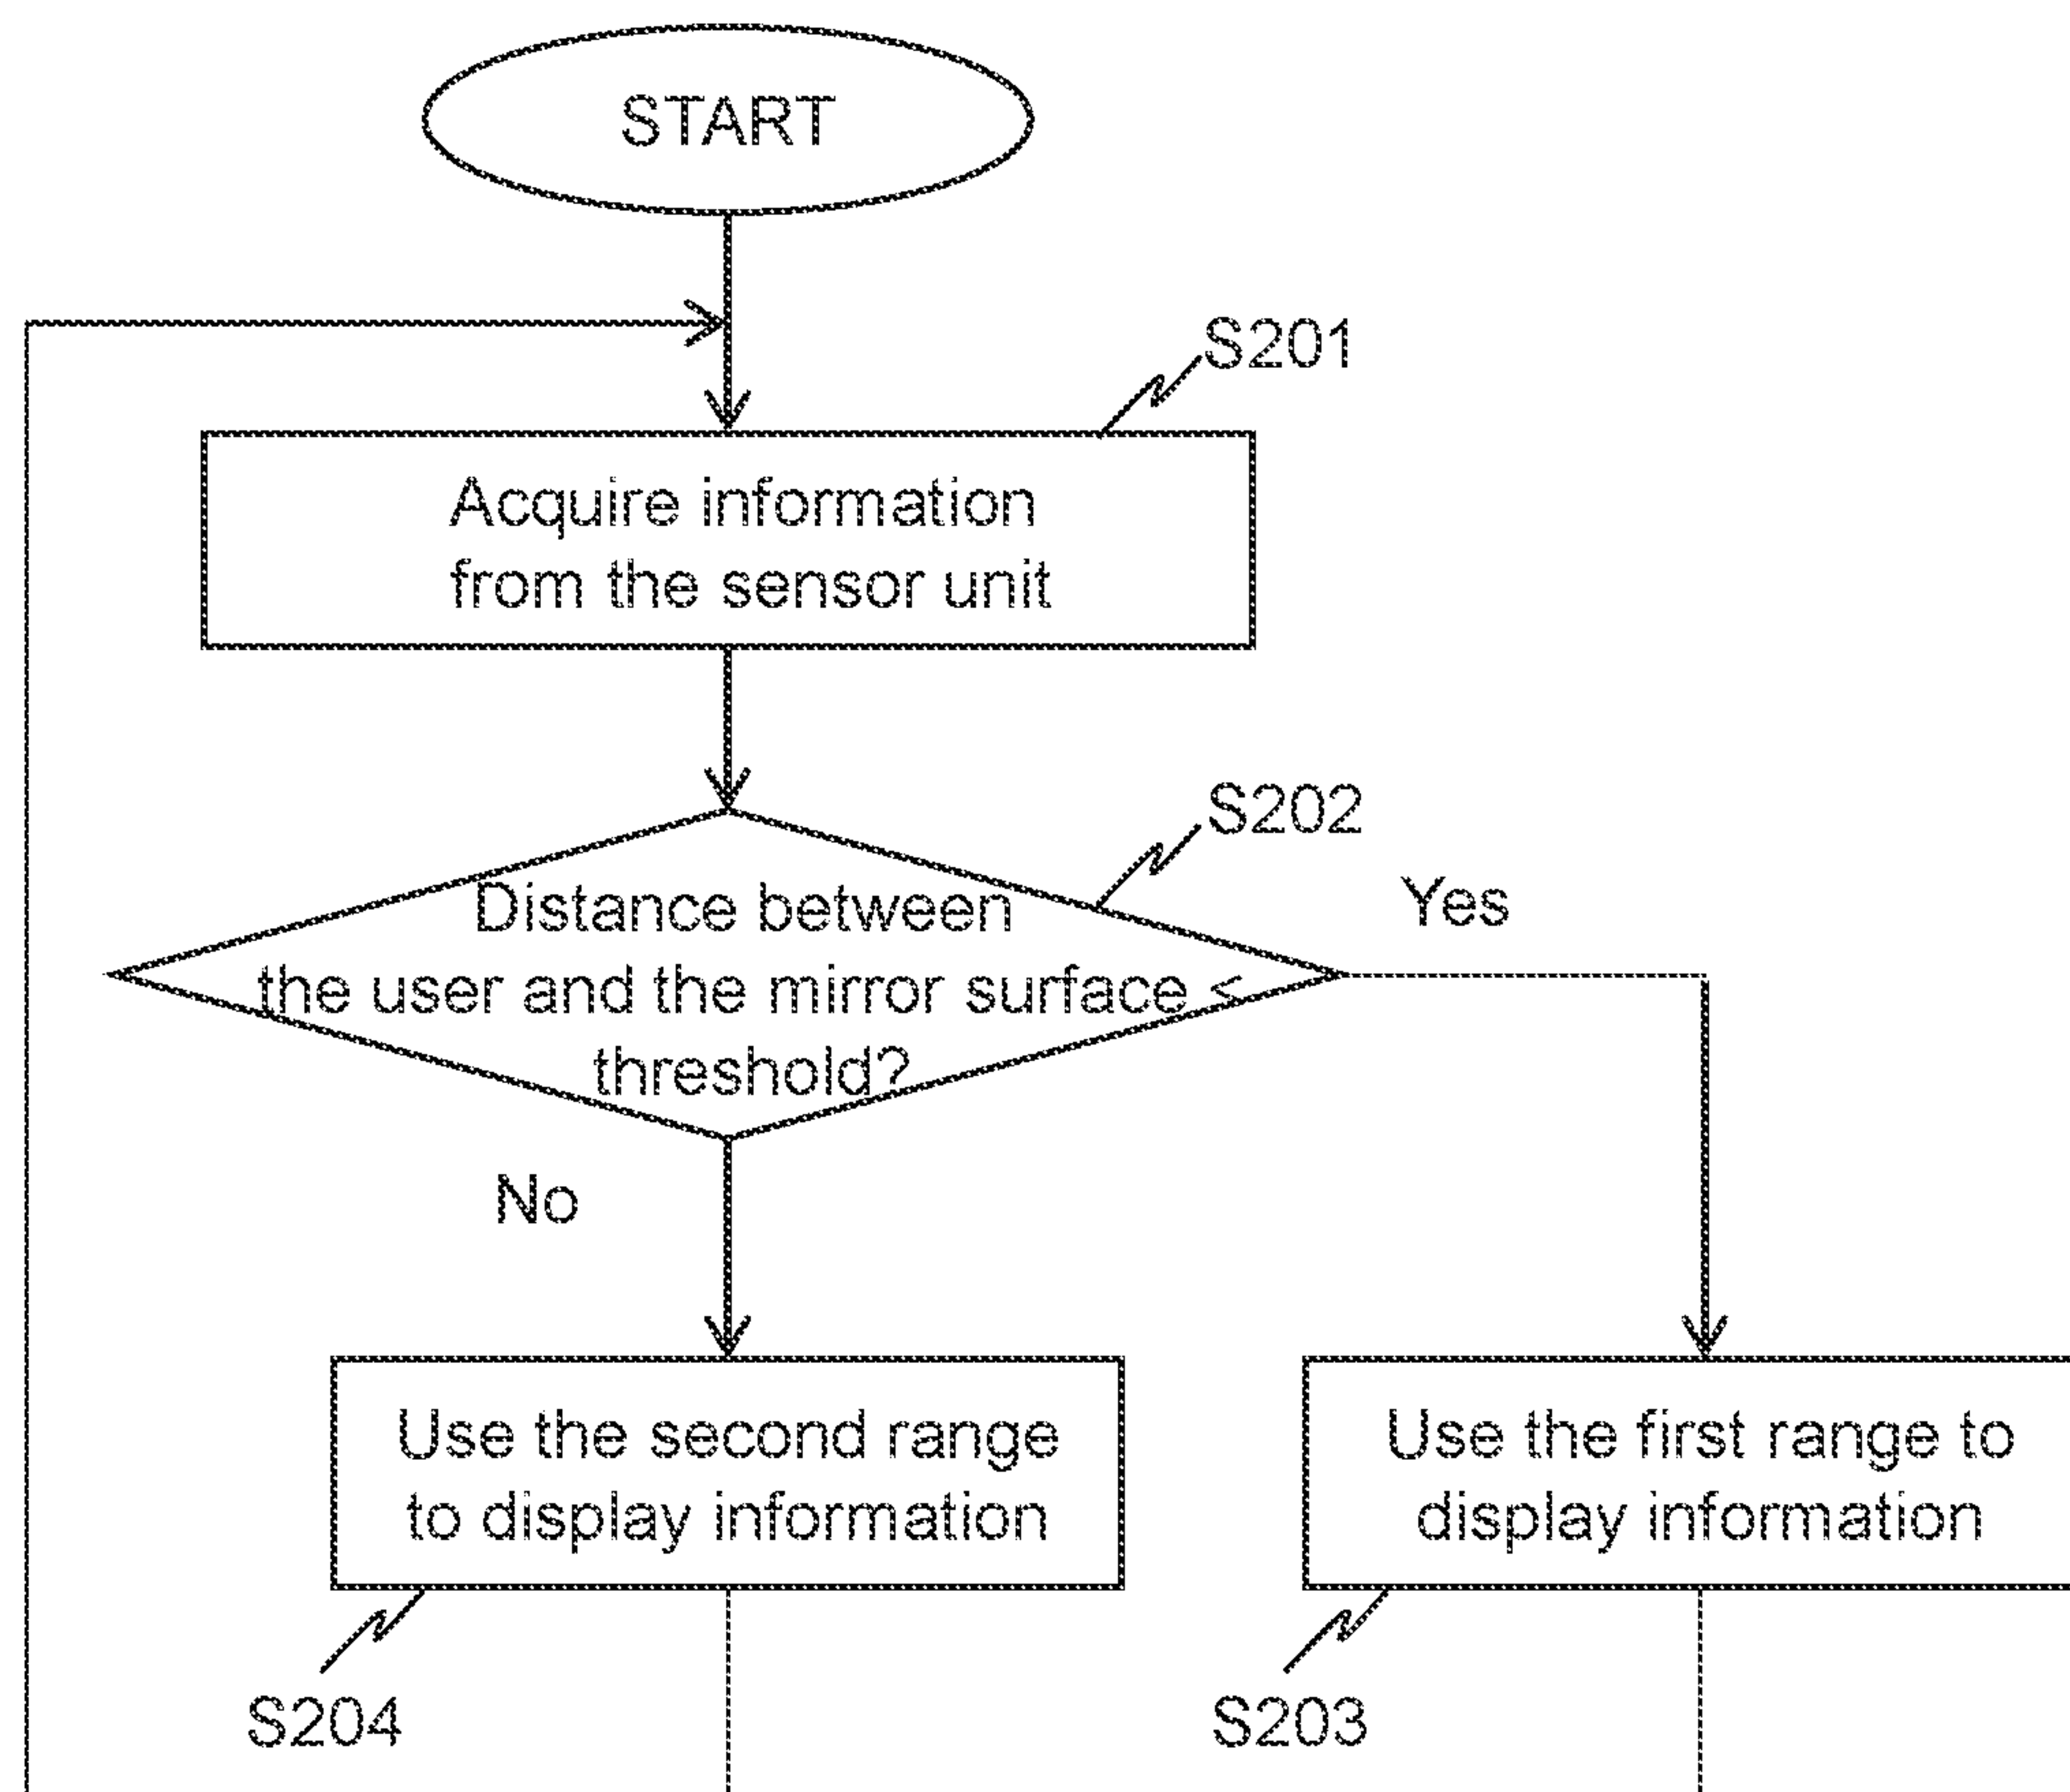 START
S201
Acquire information
from the sensor unit
S202
Distance between
the user and the mirror surface <
threshold?
Yes
No
Use the second range
to display information
Use the first range to
display information
S204
S203